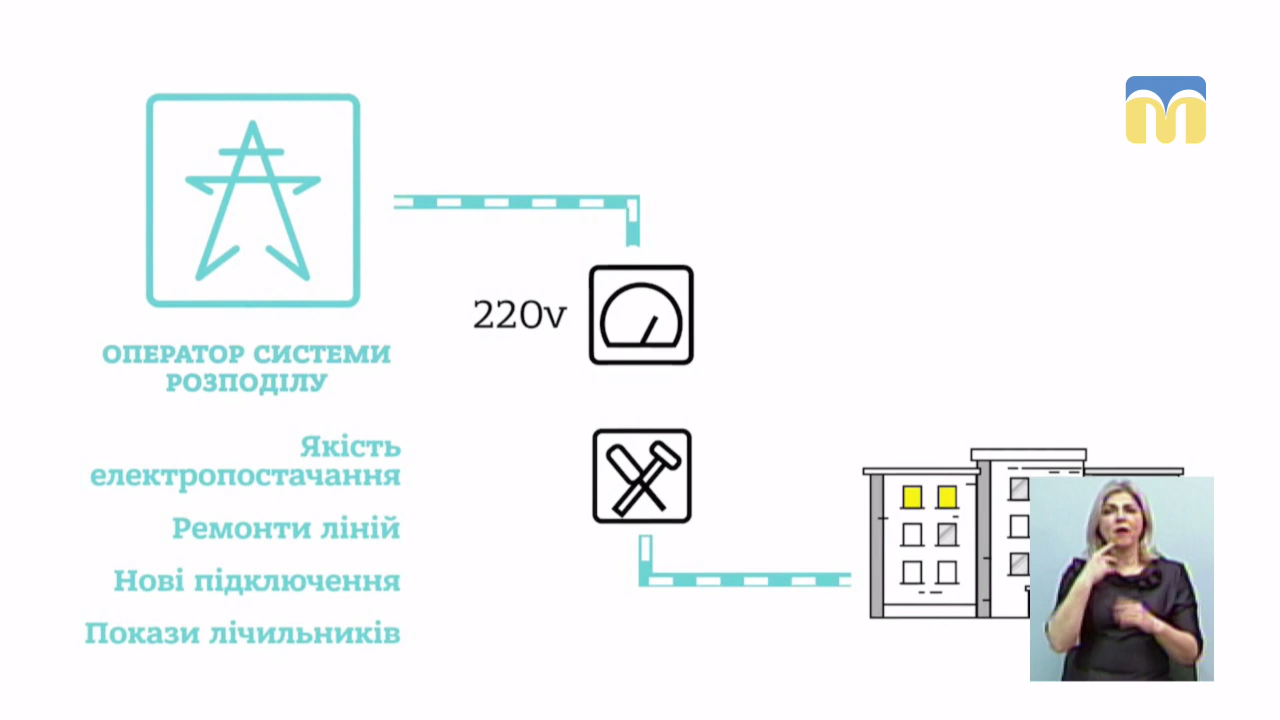 ОПЕРАТОР СИСТЕМИ
РОЗПОДІЛУ
Якість
електропостачання
Ремонти ліній
Нові підключення
Покази лічильників
220v